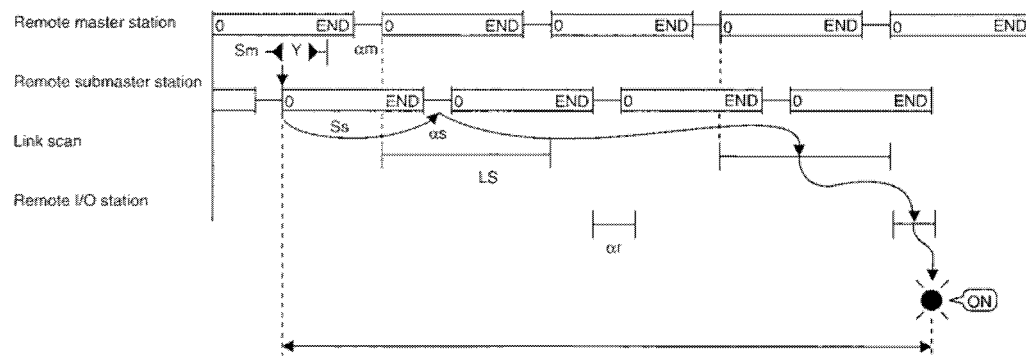 Remote master station
0 END 0 END 0 END 0 END 0 END
Sm Y αm
Remote submaster station
0 END 0 END 0 END 0 END
Ss αs
Link scan
LS
Remote I/O station
αr
ON